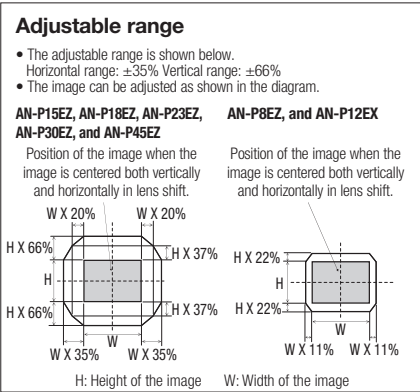 Adjustable range
• The adjustable range is shown below.
Horizontal range: ±35% Vertical range: ±66%
• The image can be adjusted as shown in the diagram.
AN-P15EZ, AN-P18EZ, AN-P23EZ,
AN-P30EZ, and AN-P45EZ
Position of the image when the
image is centered both vertically
and horizontally in lens shift.
W X 20% W X 20%
H X 66%
H X 37%
H
H X 66%
H X 37%
W
W X 35% W X 35%
AN-P8EZ, and AN-P12EX
Position of the image when the
image is centered both vertically
and horizontally in lens shift.
H X 22%
H
H X 22%
W
W X 11% W X 11%
H: Height of the image W: Width of the image